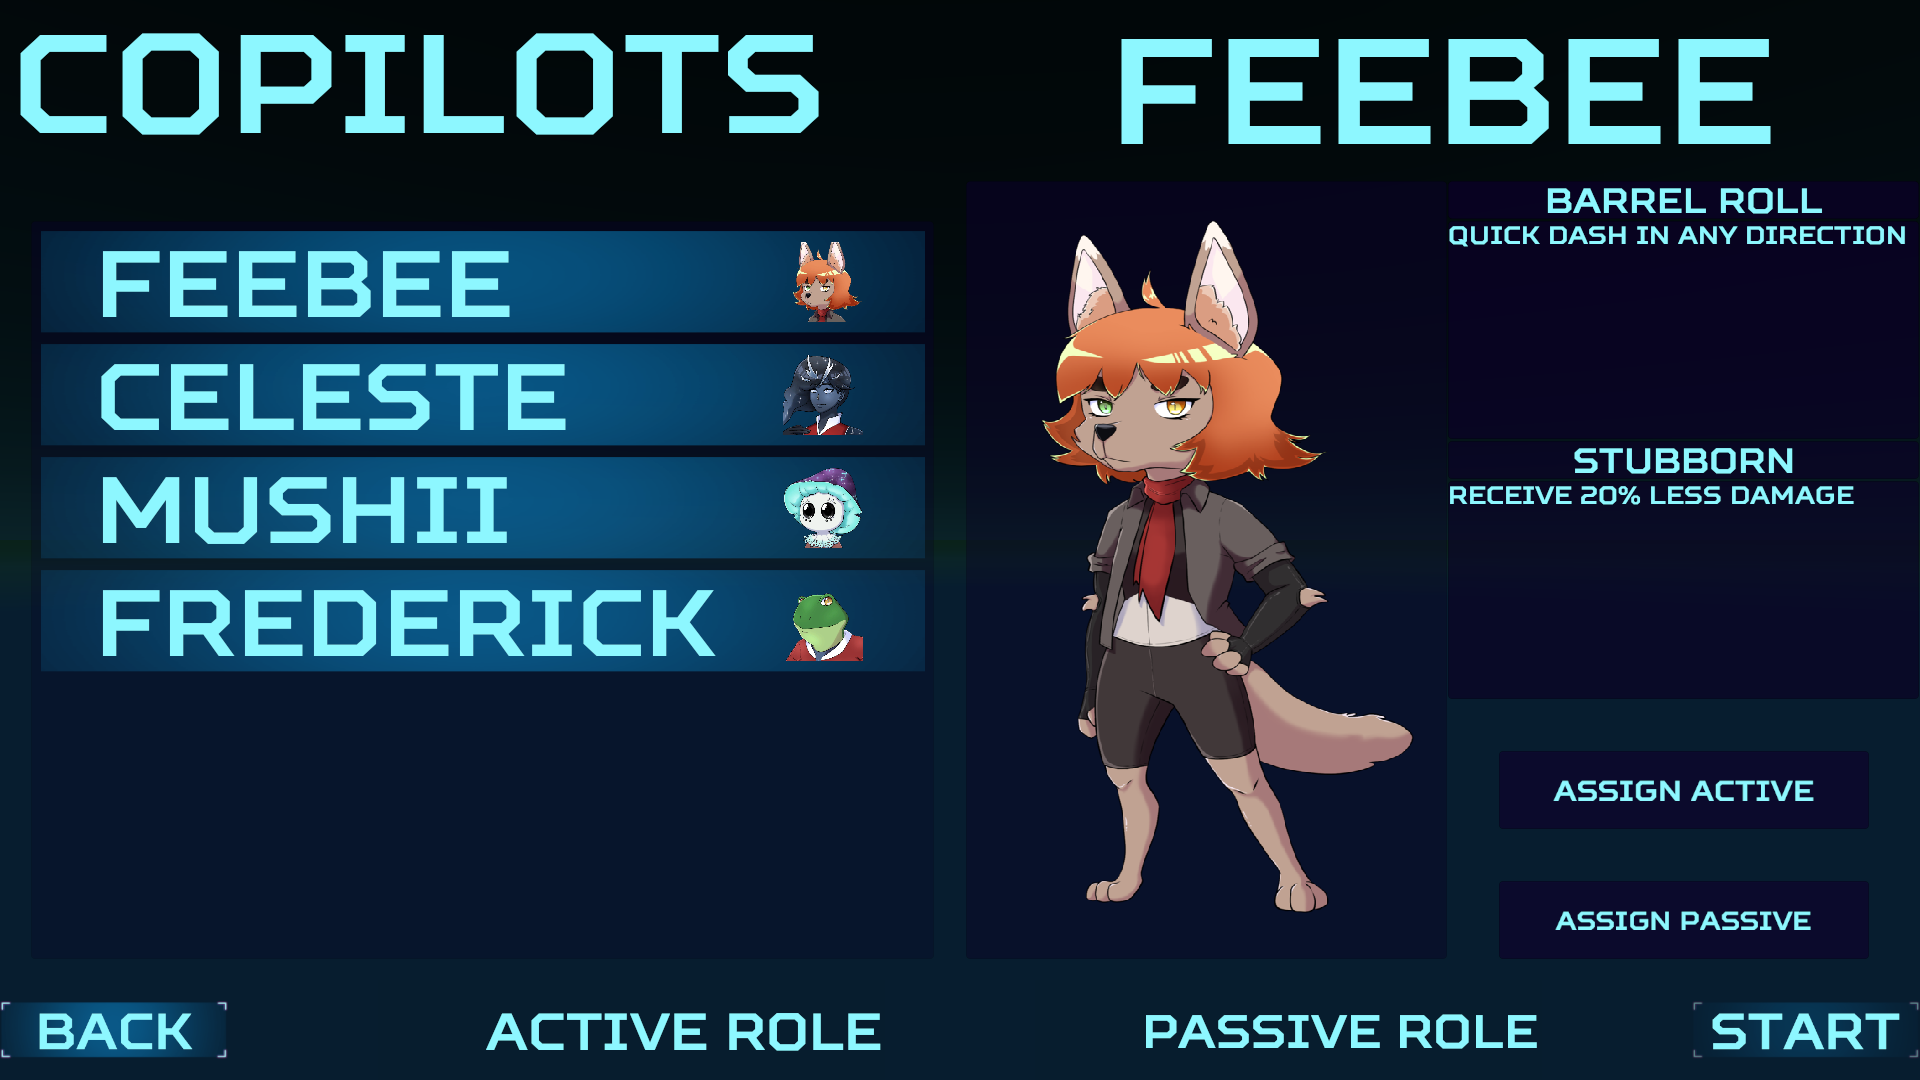 COPILOTS
FEEBEE
FEEBEE
CELESTE
MUSHII
FREDERICK
BARREL ROLL
QUICK DASH IN ANY DIRECTION
STUBBORN
RECEIVE 20% LESS DAMAGE
ASSIGN ACTIVE
ASSIGN PASSIVE
BACK
ACTIVE ROLE
PASSIVE ROLE
START